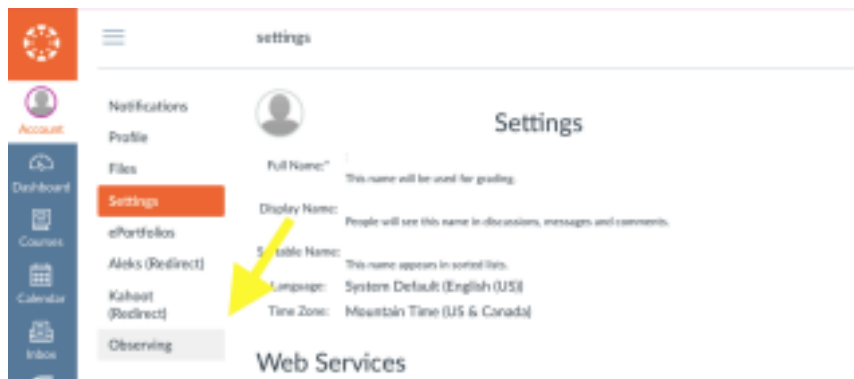 settings
Account
Dashboard
Courses
Calendar
Inbox
Notifications
Profile
Files
Settings
ePortfolios
Aleks (Redirect)
Kahoot
(Redirect)
Observing
Settings
Full Name:*
This name will be used for grading.
Display Name:
People will see this name in discussions, messages and comments.
Name:
This name appears in sorted lists.
Language: System Default (English (US))
Time Zone: Mountain Time (US & Canada)
Web Services